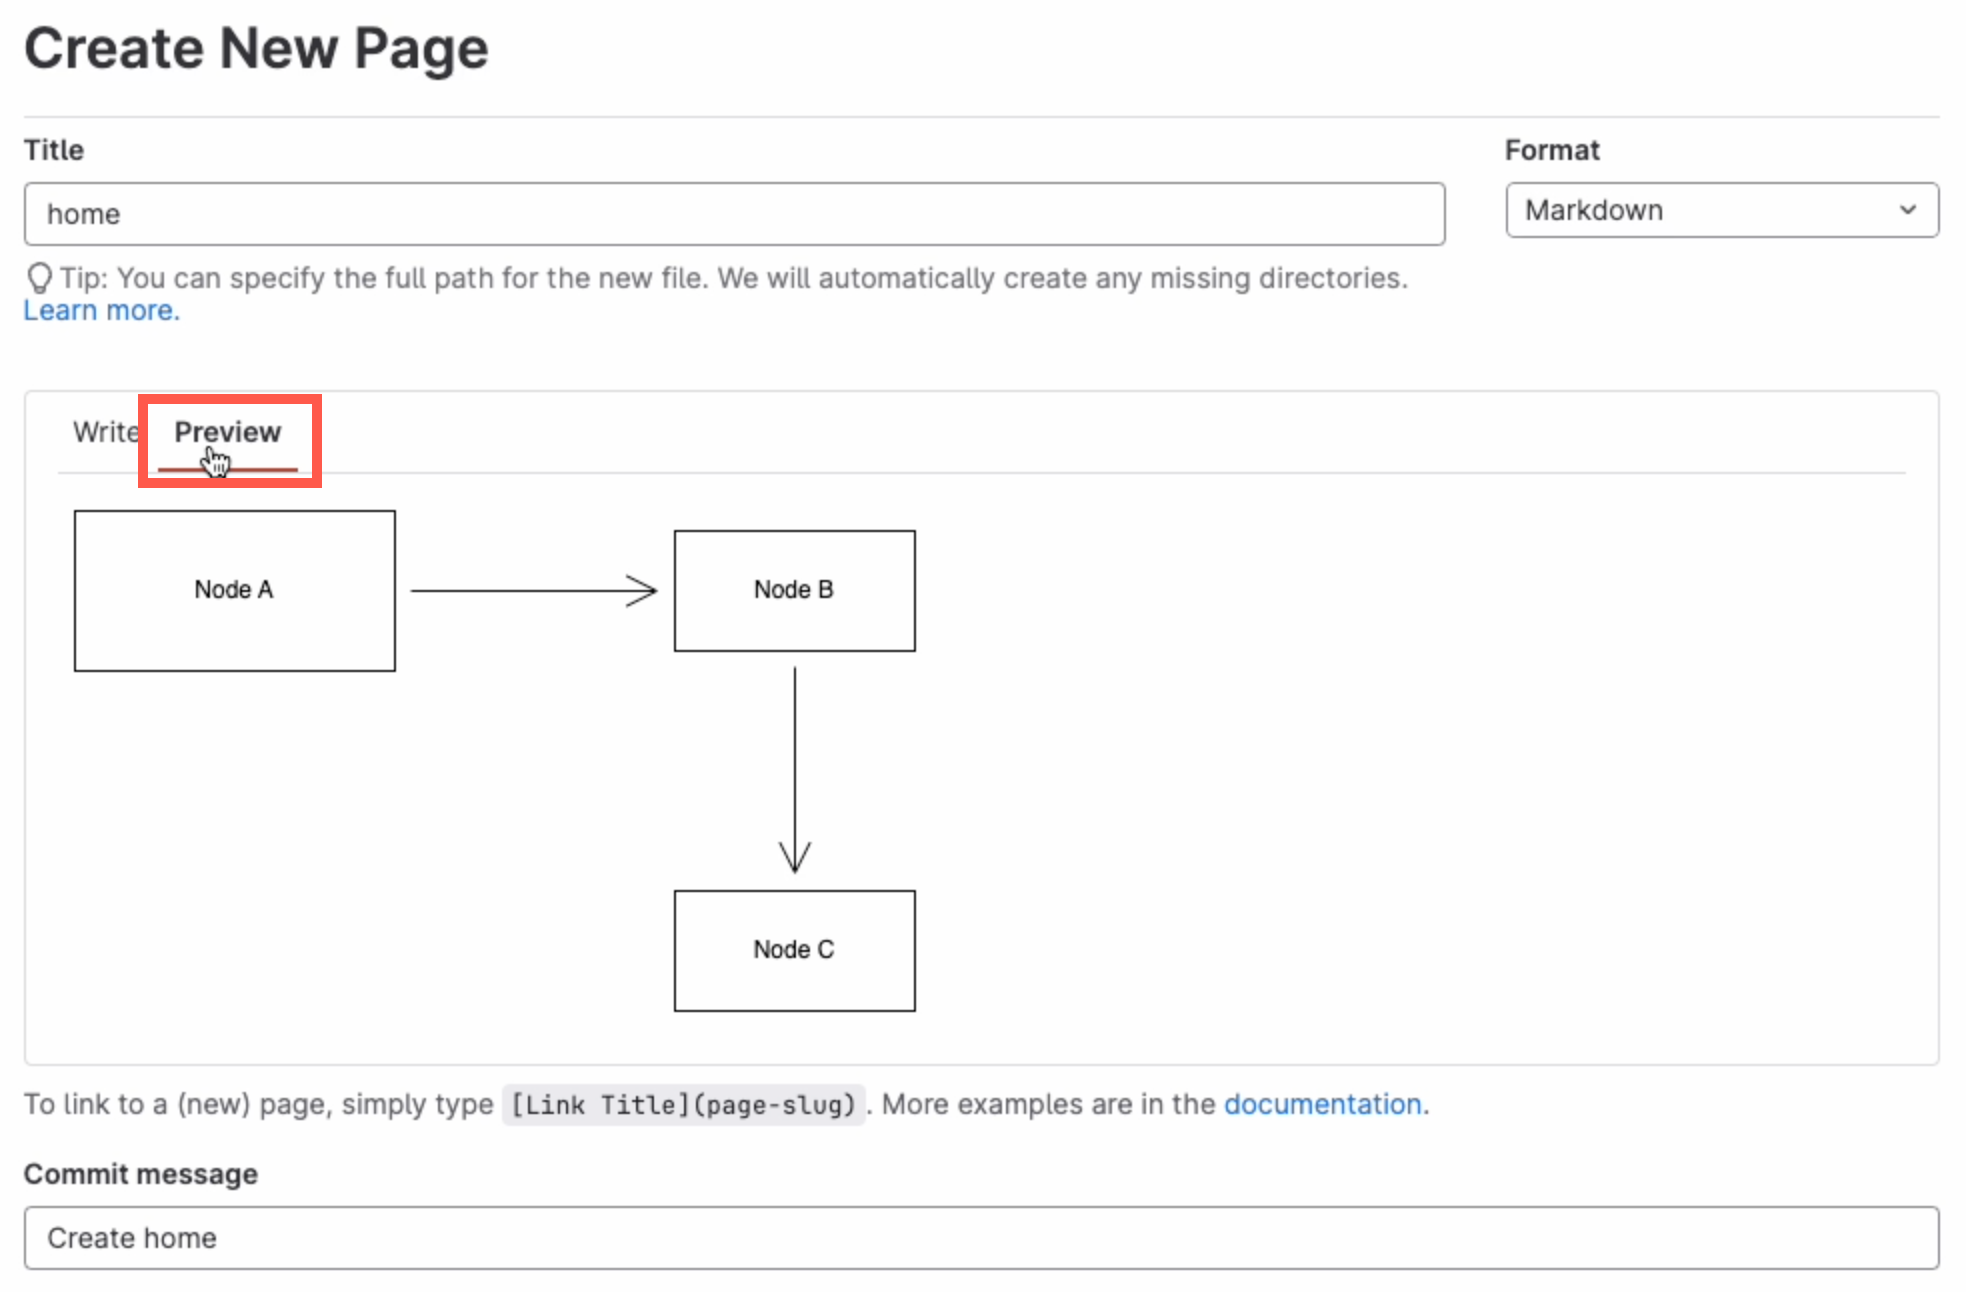 Create New Page
Title
Format
home
Markdown
Tip: You can specify the full path for the new file. We will automatically create any missing directories.
Learn more.
Write Preview
Node A
Node B
Node C
To link to a (new) page, simply type [Link Title](page-slug) . More examples are in the documentation.
Commit message
Create home